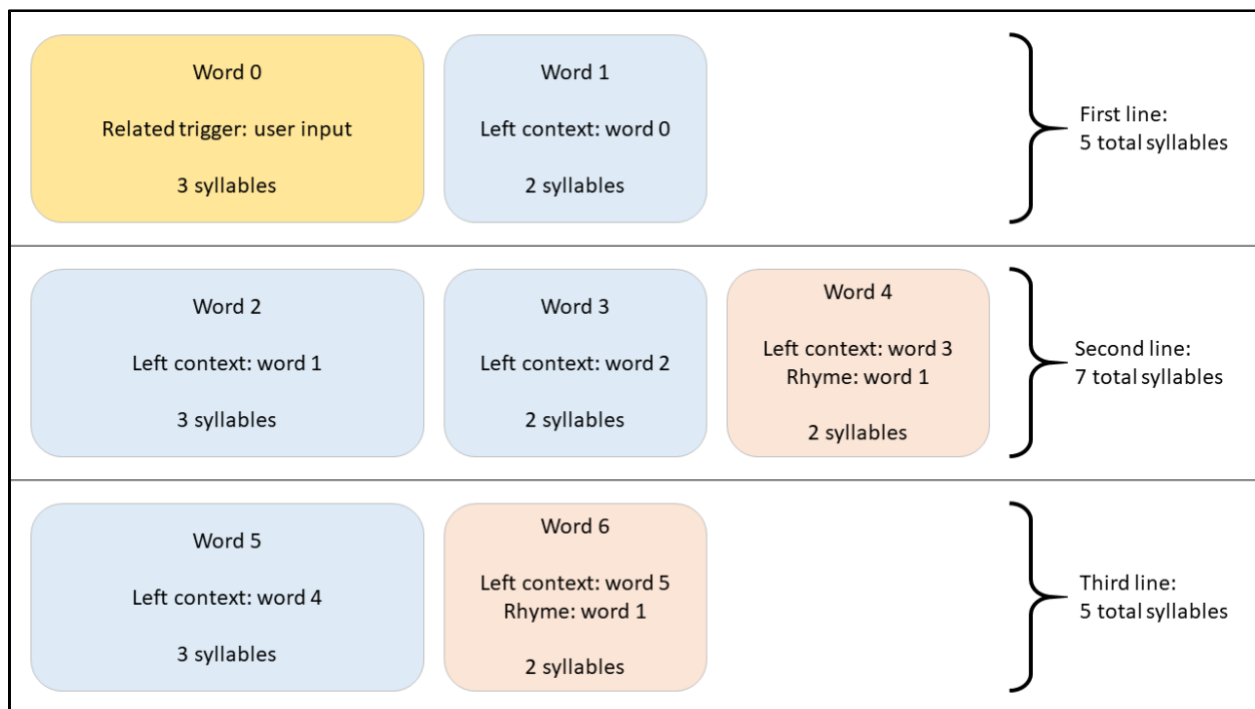 Word 0
Related trigger: user input
3 syllables
Word 1
Left context: word 0
2 syllables
First line:
5 total syllables
Word 2
Left context: word 1
3 syllables
Word 3
Left context: word 2
2 syllables
Word 4
Left context: word 3
Rhyme: word 1
2 syllables
Second line:
7 total syllables
Word 5
Left context: word 4
3 syllables
Word 6
Left context: word 5
Rhyme: word 1
2 syllables
Third line:
5 total syllables